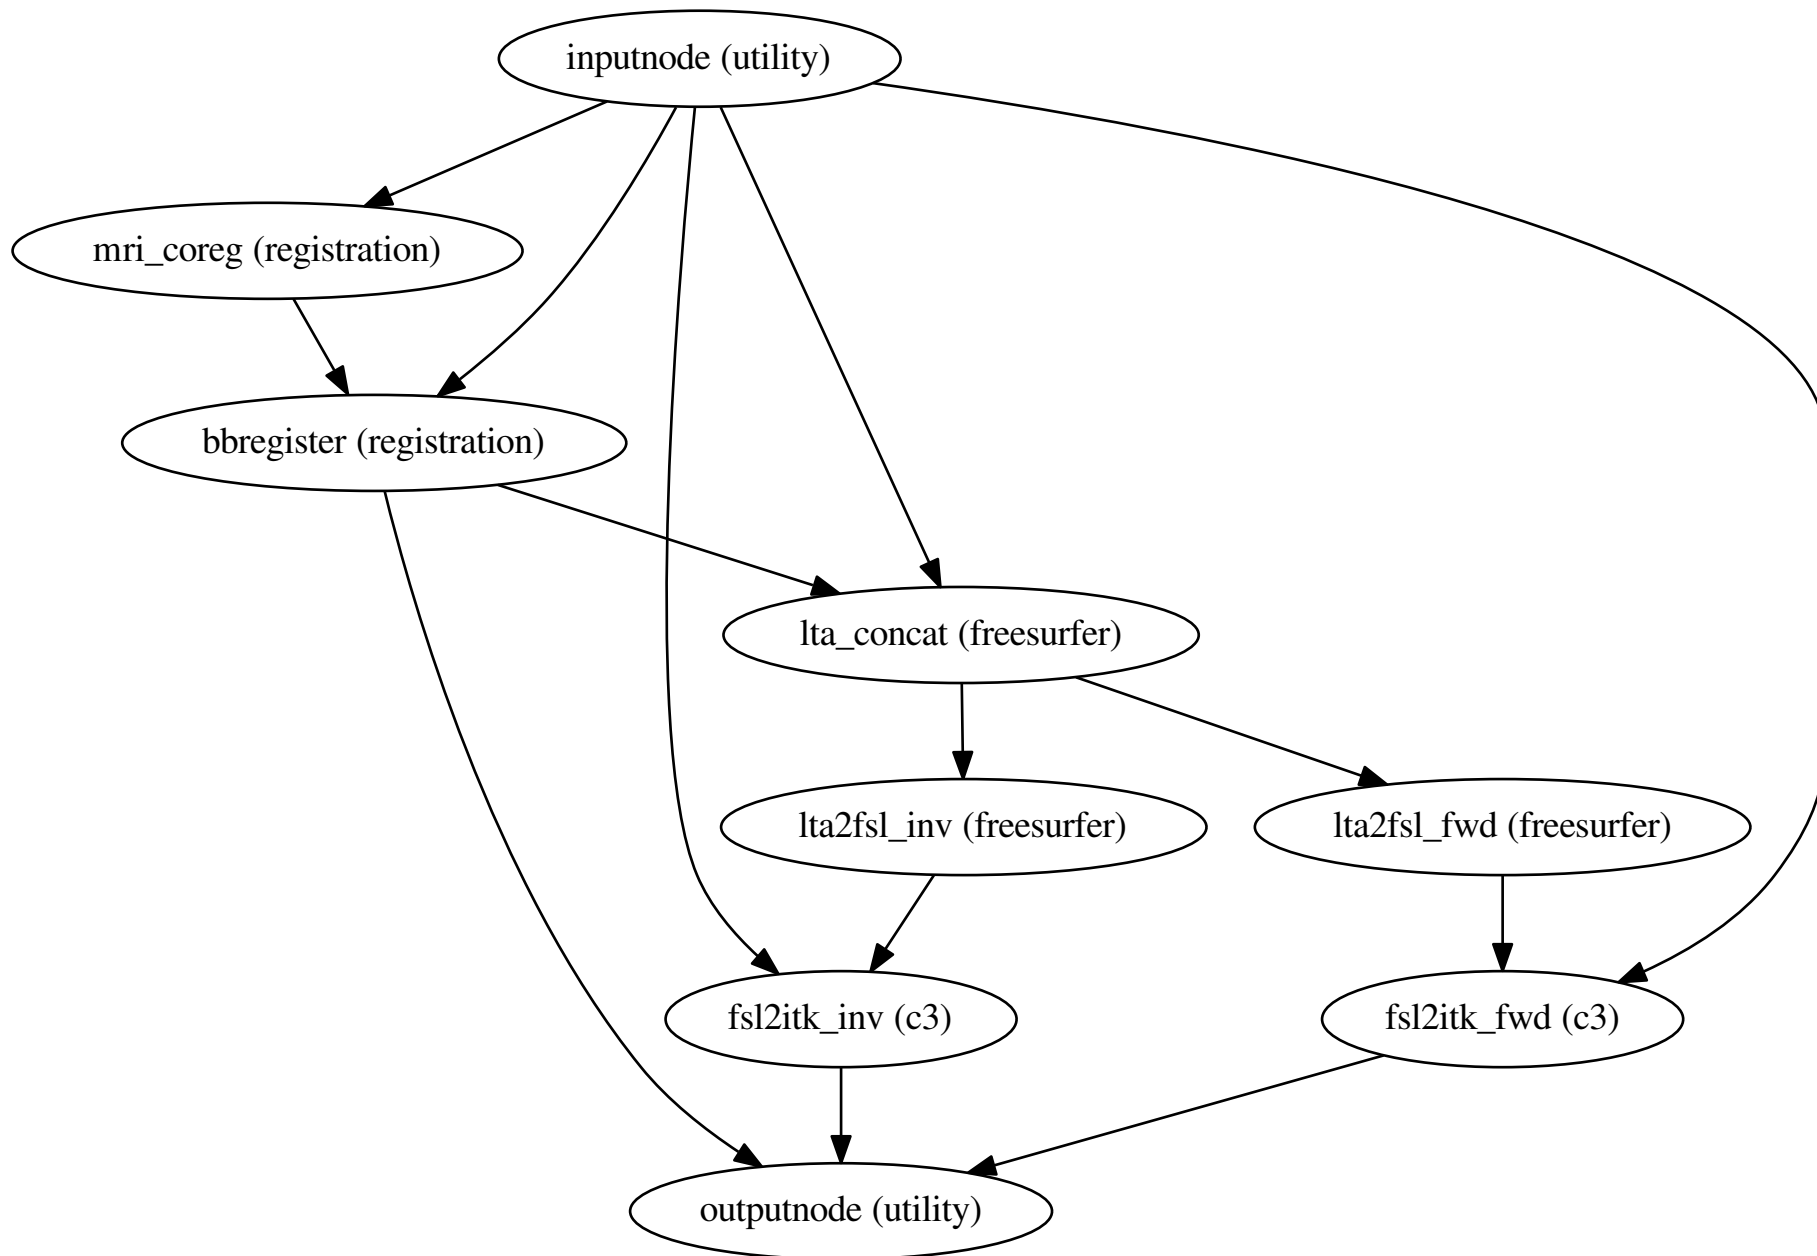 inputnode (utility)
mri_coreg (registration)
bbregister (registration)
lta_concat (freesurfer)
lta2fsl_inv (freesurfer)
lta2fsl_fwd (freesurfer)
fsl2itk_inv (c3)
fsl2itk_fwd (c3)
outputnode (utility)